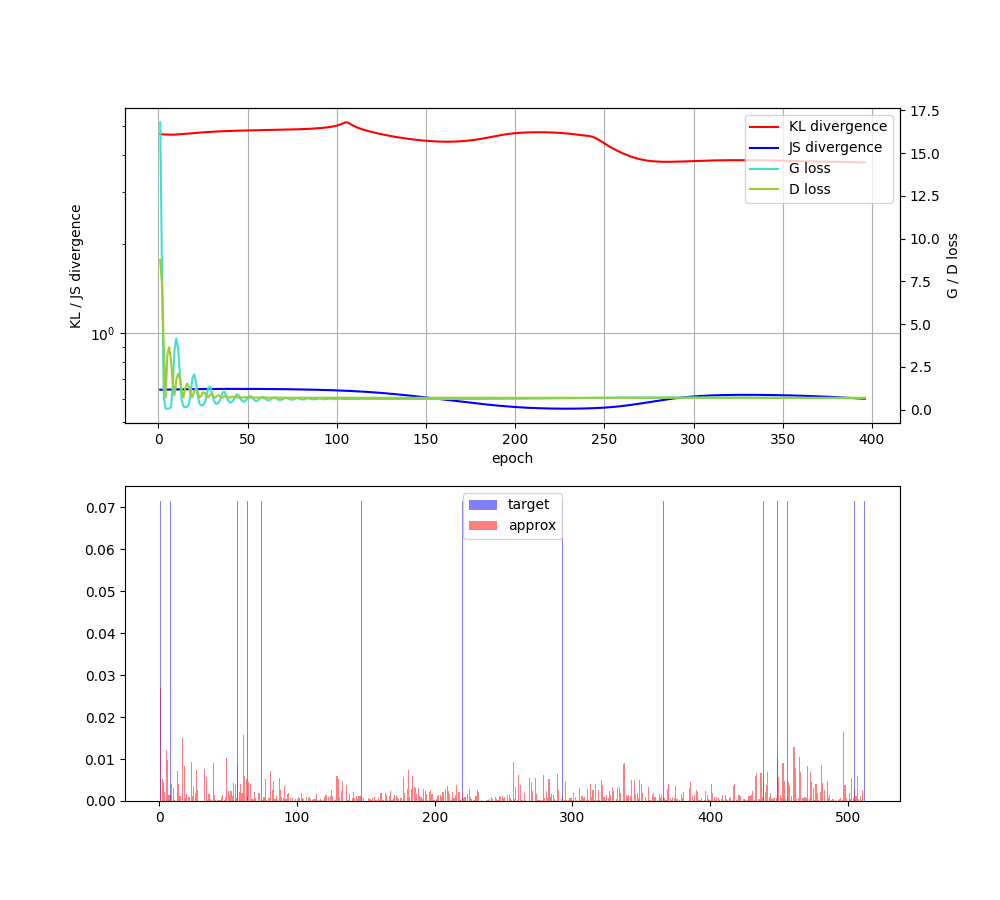 KL divergence
JS divergence
G loss
D loss
KL / JS divergence
10^0
17.5
15.0
12.5
10.0
7.5
5.0
2.5
0.0
G / D loss
0 50 100 150 200 250 300 350 400
epoch
target
approx
0.07
0.06
0.05
0.04
0.03
0.02
0.01
0.00
0 100 200 300 400 500